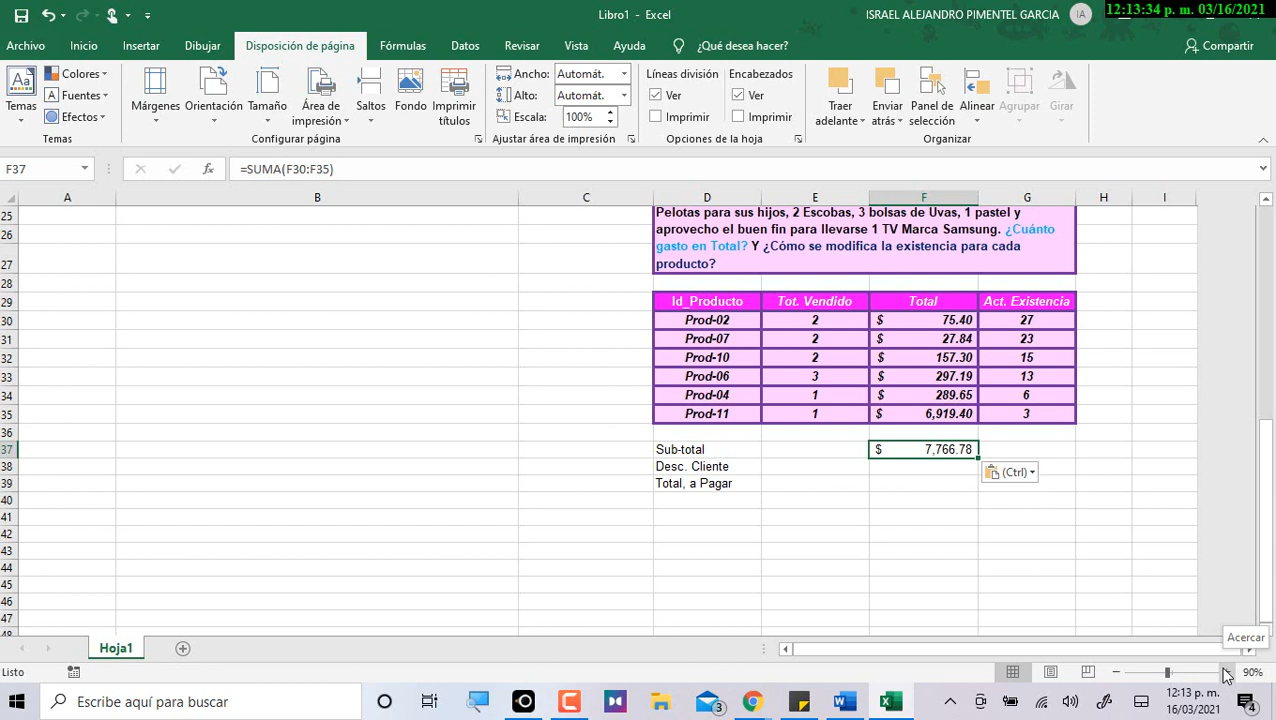 Libro1 - Excel
ISRAEL ALEJANDRO PIMENTEL GARCIA
IA
12:13:34 p. m. 03/16/2021
Archivo
Inicio
Insertar
Dibujar
Disposición de página
Fórmulas
Datos
Revisar
Vista
Ayuda
¿Qué desea hacer?
Compartir
Aa
Temas
Colores
Fuentes
Efectos
Temas
Márgenes
Orientación
Tamaño
Área de impresión
Saltos
Fondo
Imprimir títulos
Configurar página
Ancho: Automát.
Alto: Automát.
Escala: 100%
Ajustar área de impresión
Líneas división
Ver
Imprimir
Encabezados
Ver
Imprimir
Opciones de la hoja
Traer adelante
Enviar atrás
Panel de selección
Alinear
Agrupar
Girar
Organizar
F37
fx
=SUMA(F30:F35)
A B C D E F G H I
25 Pelotas para sus hijos, 2 Escobas, 3 bolsas de Uvas, 1 pastel y
26 aprovecho el buen fin para llevarse 1 TV Marca Samsung. ¿Cuánto
gasto en Total? Y ¿Cómo se modifica la existencia para cada
27 producto?
28
29 Id_Producto Tot. Vendido Total Act. Existencia
30 Prod-02 2 $ 75.40 27
31 Prod-07 2 $ 27.84 23
32 Prod-10 2 $ 157.30 15
33 Prod-06 3 $ 297.19 13
34 Prod-04 1 $ 289.65 6
35 Prod-11 1 $ 6,919.40 3
36
37 Sub-total $ 7,766.78
38 Desc. Cliente
(Ctrl)
39 Total, a Pagar
40
41
42
43
44
45
46
47
48
Acercar
Hoja1
Listo
90%
Escribe aquí para buscar
3
12:13 p. m.
16/03/2021
4